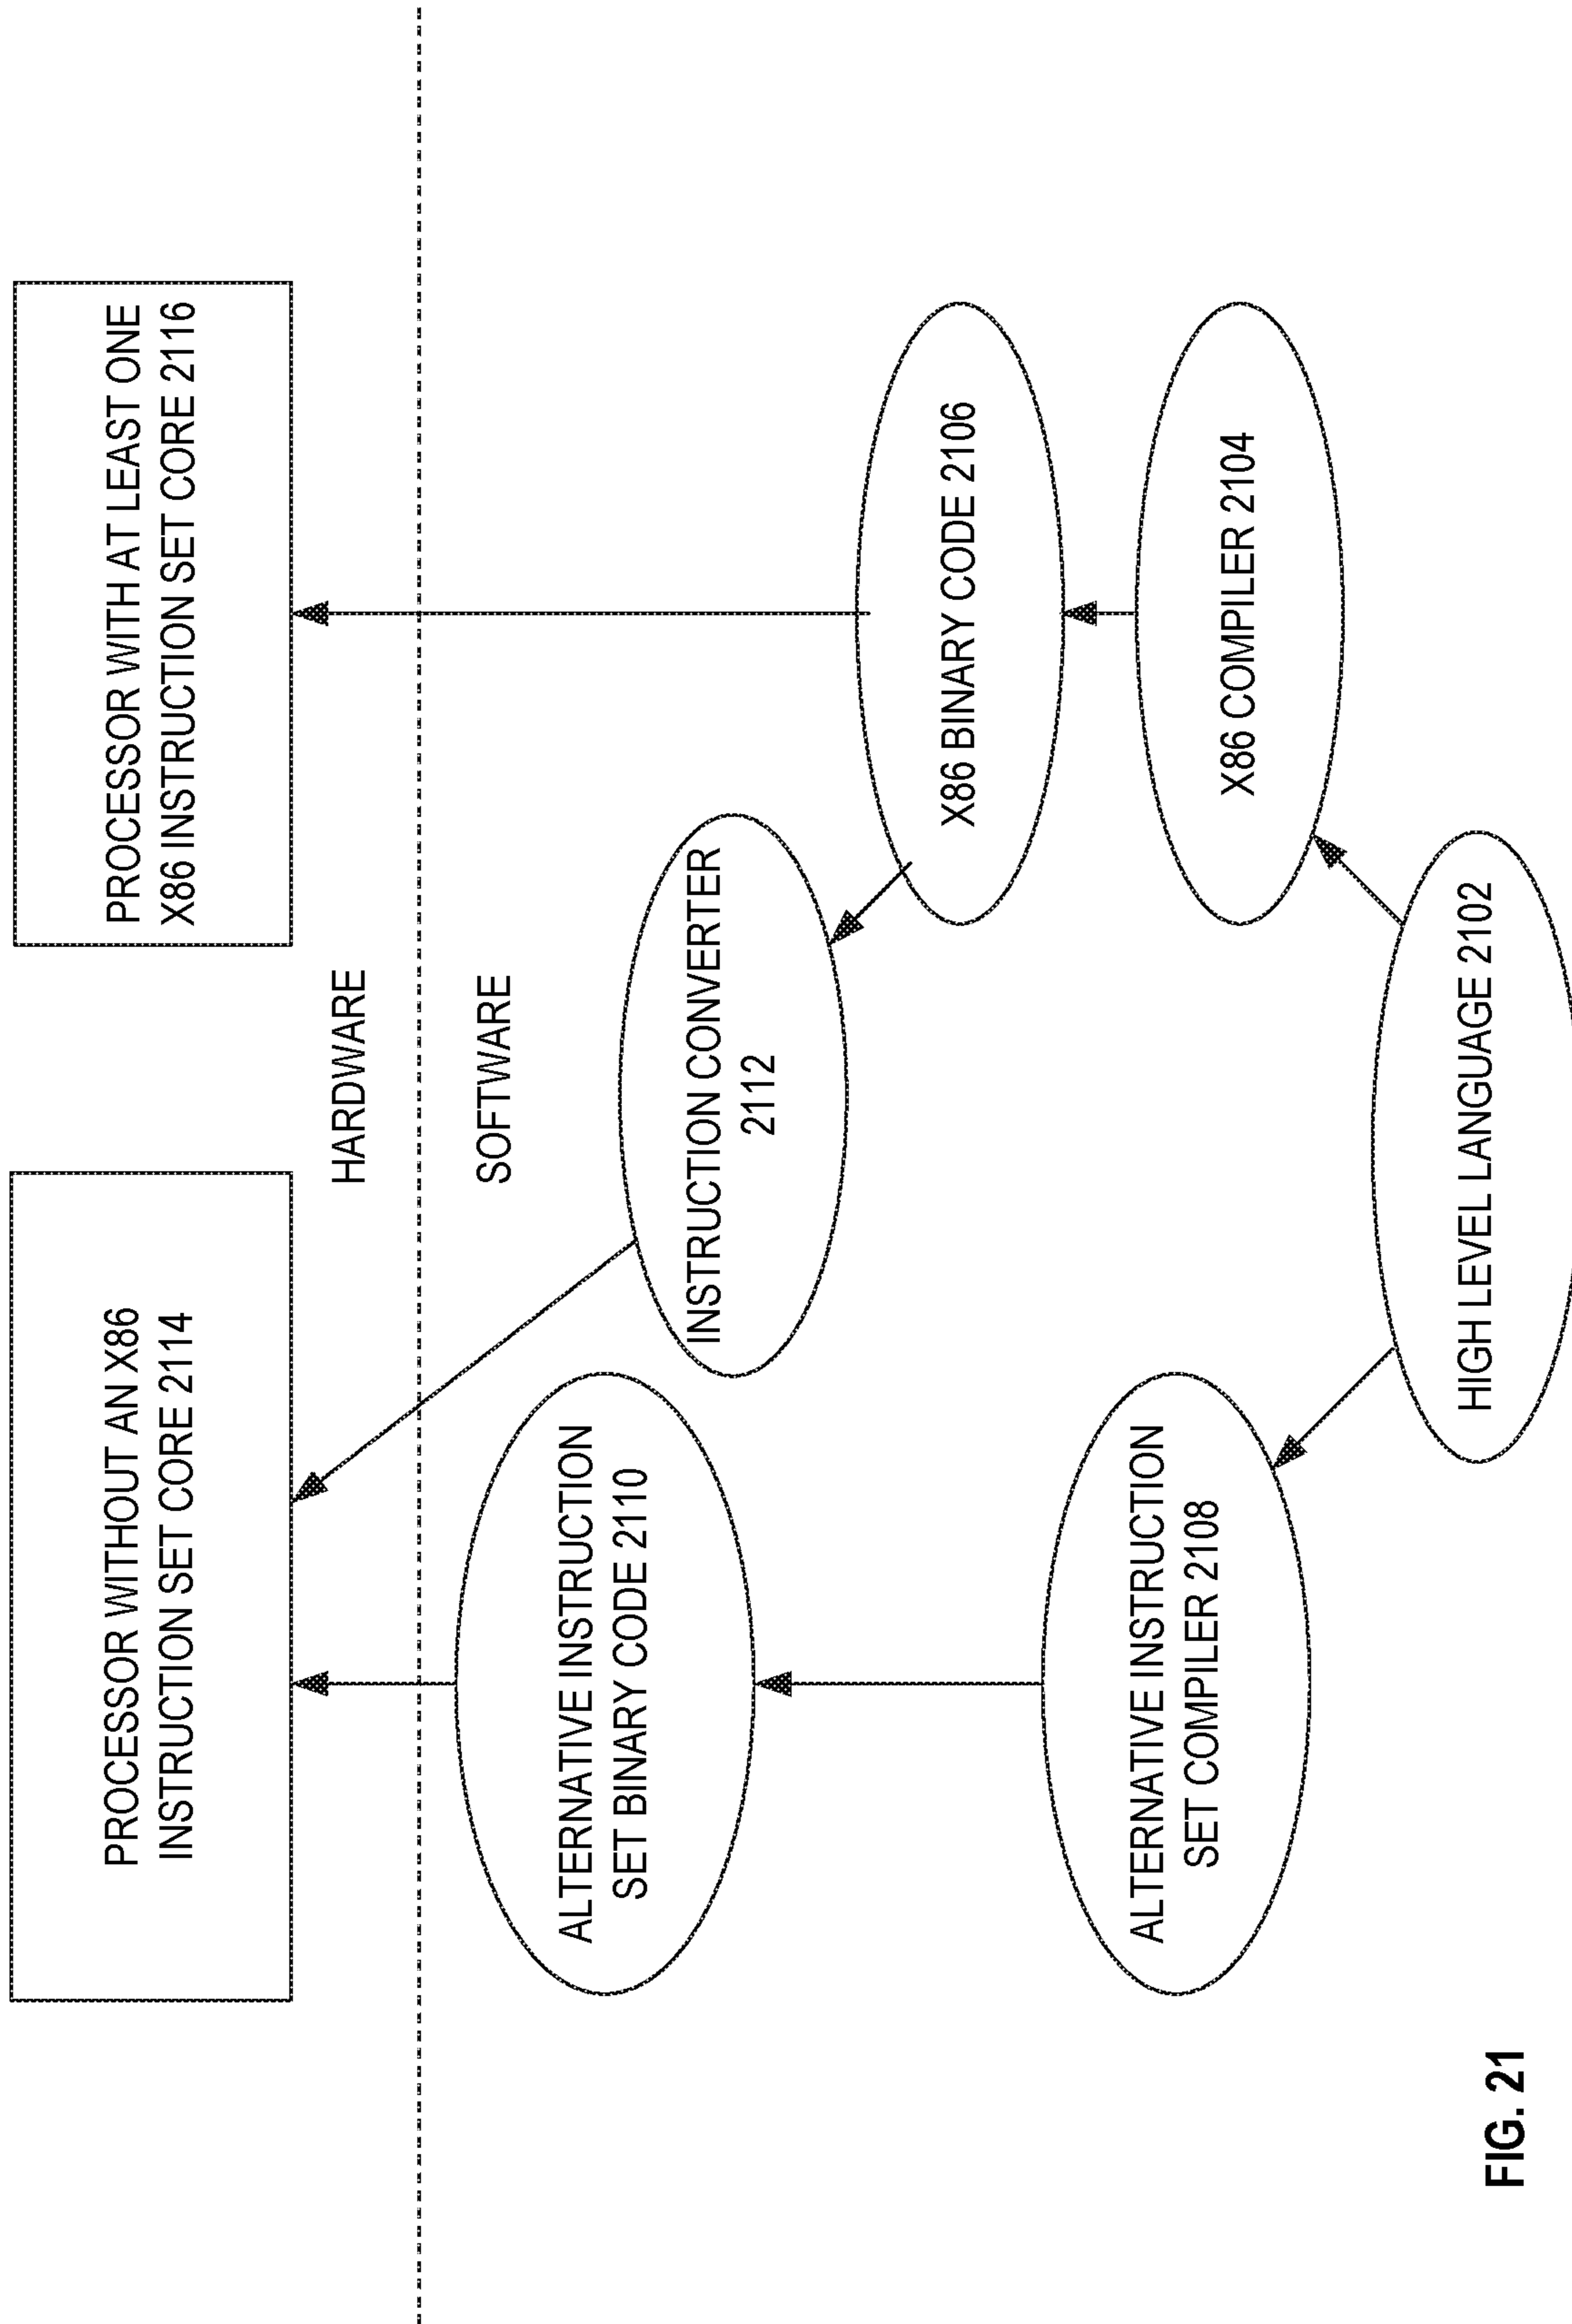 PROCESSOR WITHOUT AN X86
INSTRUCTION SET CORE 2114
PROCESSOR WITH AT LEAST ONE
X86 INSTRUCTION SET CORE 2116
HARDWARE
SOFTWARE
ALTERNATIVE INSTRUCTION
SET BINARY CODE 2110
INSTRUCTION CONVERTER
2112
X86 BINARY CODE 2106
ALTERNATIVE INSTRUCTION
SET COMPILER 2108
X86 COMPILER 2104
HIGH LEVEL LANGUAGE 2102
FIG. 21